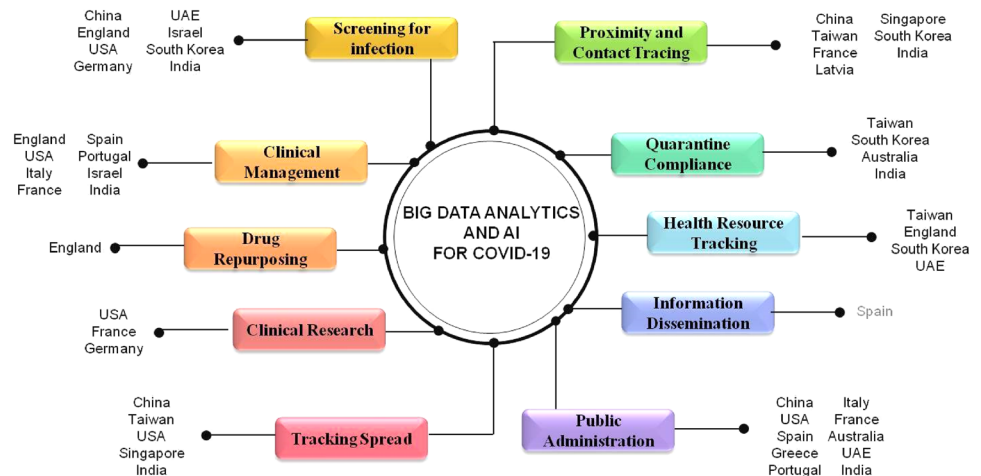 China
England
USA
Germany
UAE
Israel
South Korea
India
Screening for
infection
Proximity and
Contact Tracing
China
Taiwan
France
Latvia
Singapore
South Korea
India
England
USA
Italy
France
Spain
Portugal
Israel
India
Clinical
Management
Quarantine
Compliance
Taiwan
South Korea
Australia
India
BIG DATA ANALYTICS
AND AI
FOR COVID-19
England
Drug
Repurposing
Health Resource
Tracking
Taiwan
England
South Korea
UAE
USA
France
Germany
Clinical Research
Information
Dissemination
Spain
China
Taiwan
USA
Singapore
India
Tracking Spread
Public
Administration
China
USA
Spain
Greece
Portugal
Italy
France
Australia
UAE
India